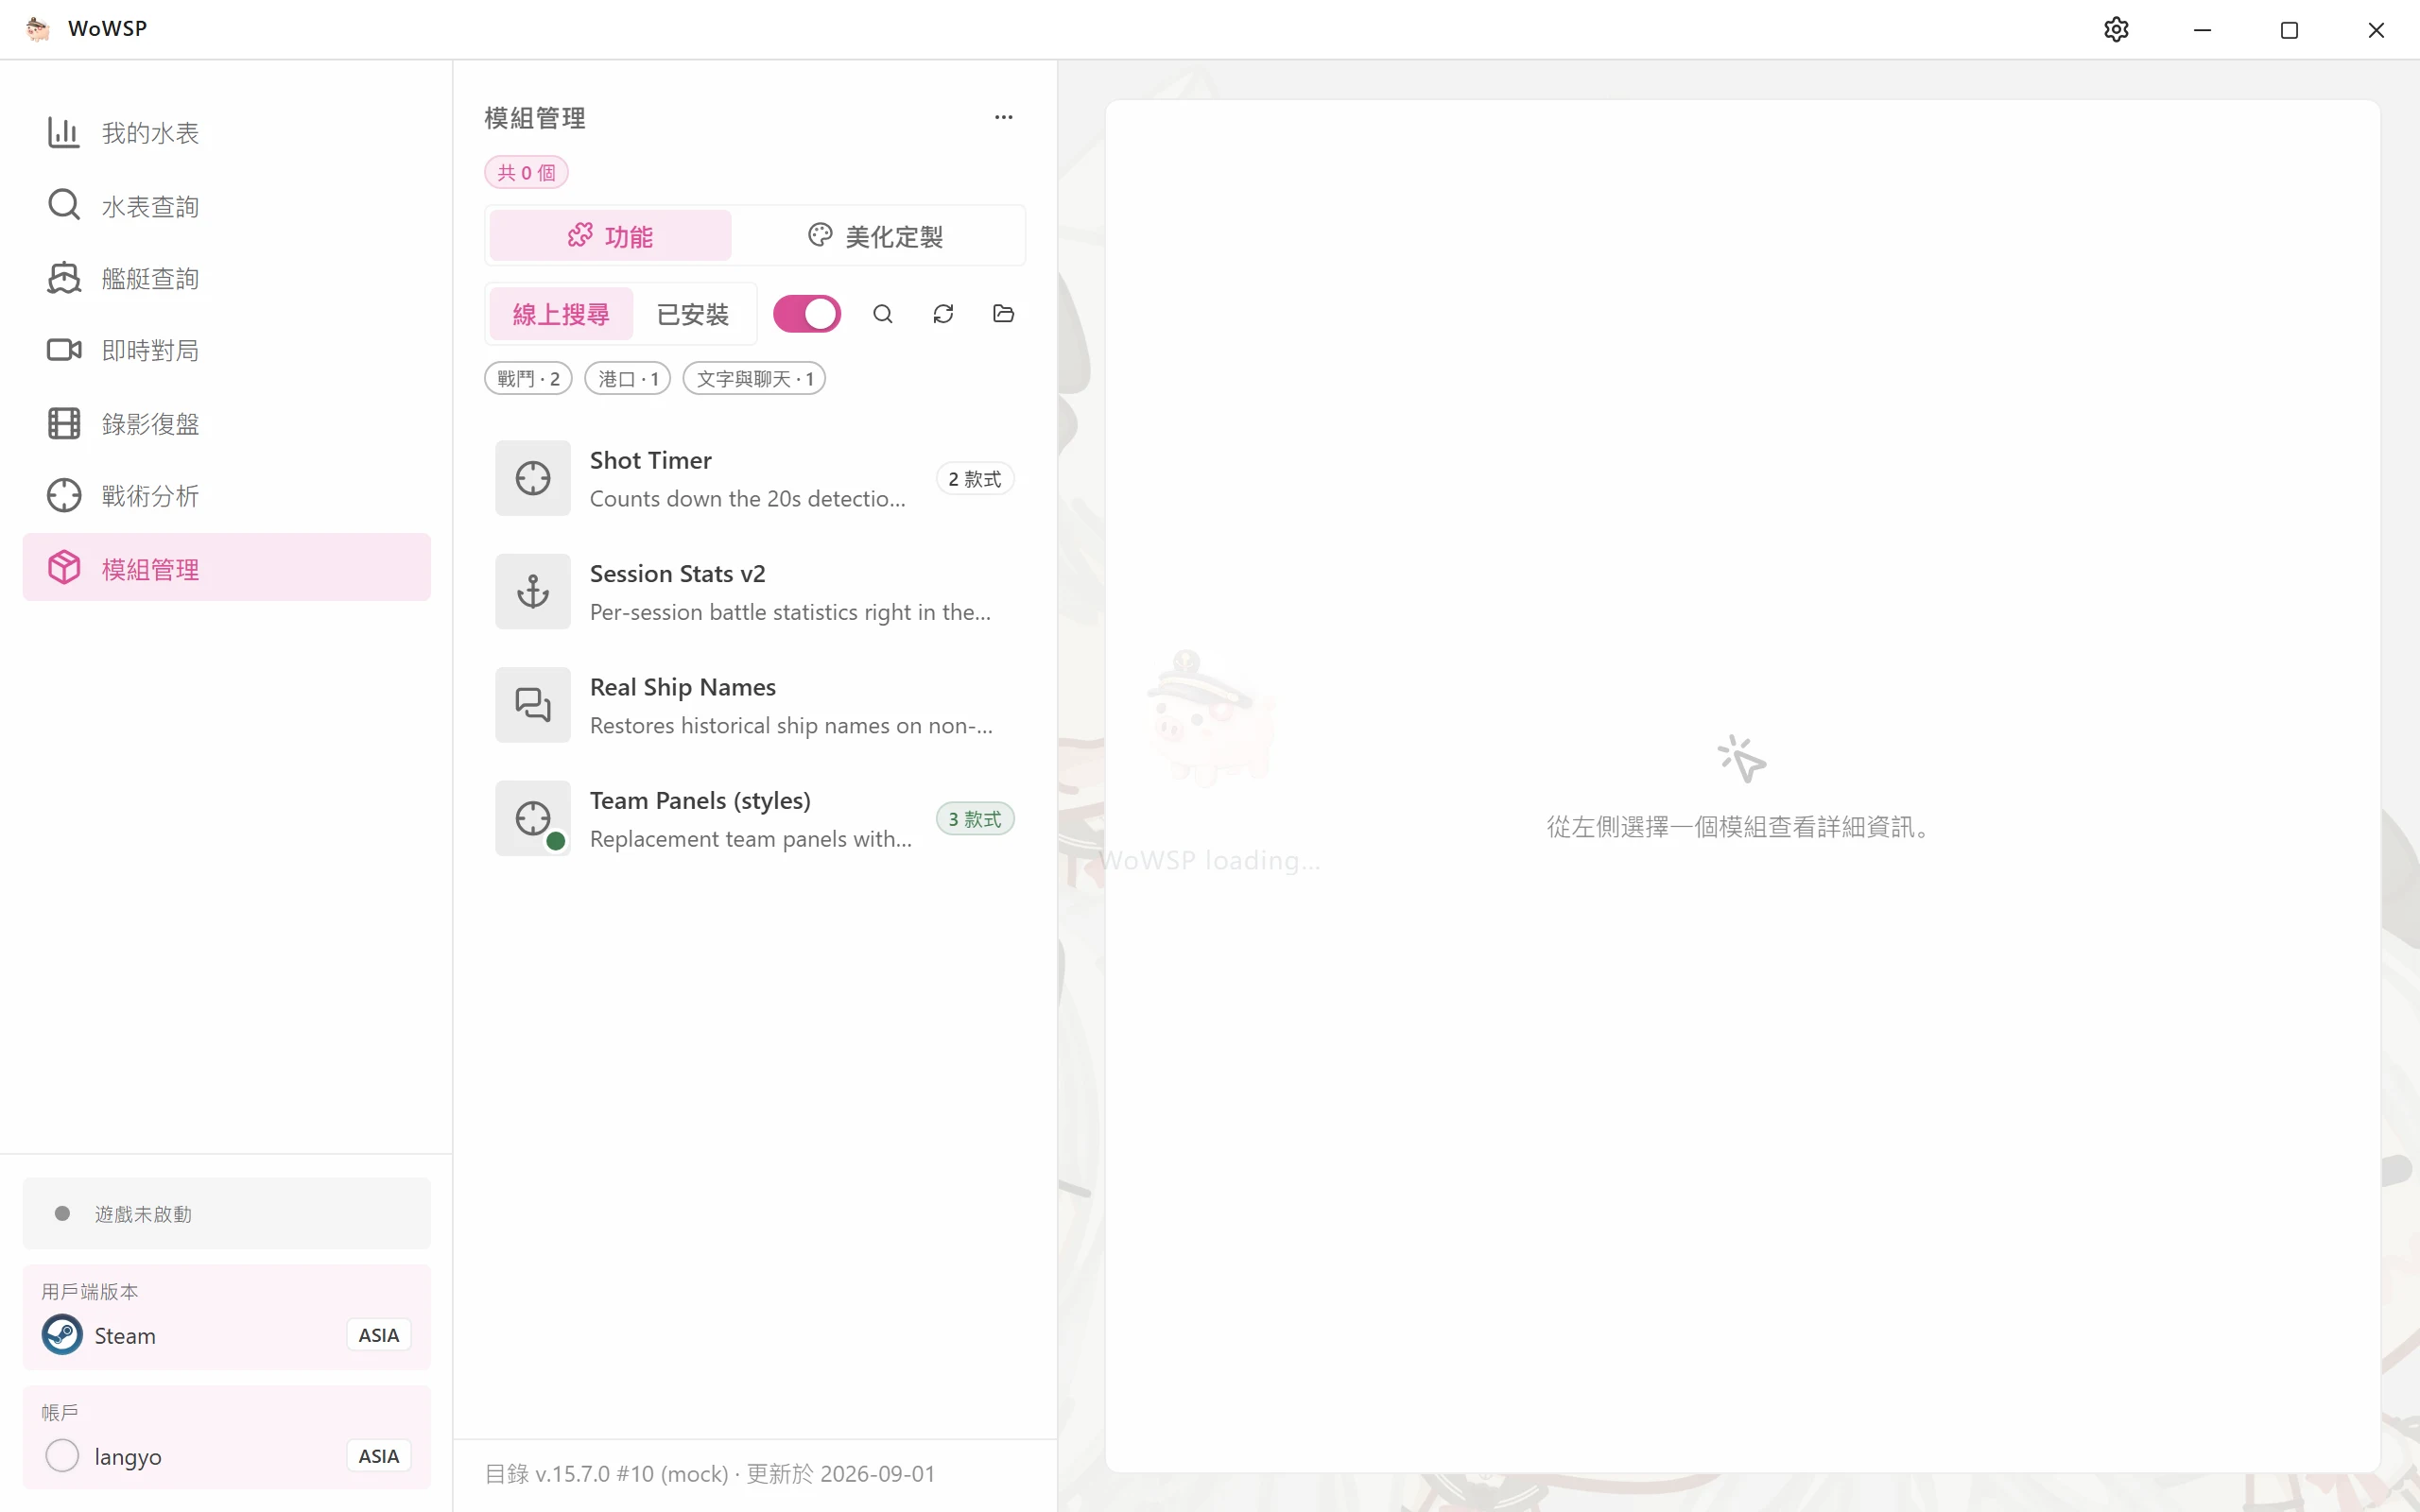 WoWSP
我的水表
水表查詢
艦艇查詢
即時對局
錄影復盤
戰術分析
模組管理
遊戲未啟動
用戶端版本
Steam
ASIA
帳戶
langyo
ASIA
模組管理
共 0 個
功能
美化定製
線上搜尋
已安裝
戰鬥 · 2
港口 · 1
文字與聊天 · 1
Shot Timer
Counts down the 20s detectio...
2 款式
Session Stats v2
Per-session battle statistics right in the...
Real Ship Names
Restores historical ship names on non-...
Team Panels (styles)
Replacement team panels with...
3 款式
目錄 v.15.7.0 #10 (mock) · 更新於 2026-09-01
WoWSP loading...
從左側選擇一個模組查看詳細資訊。